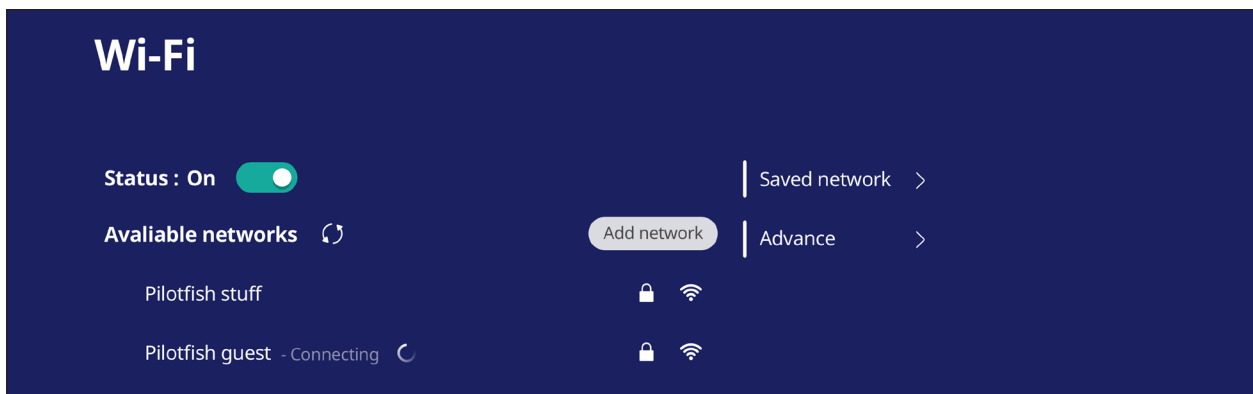 Wi-Fi
Status : On
Saved network
Avaliable networks
Add network
Advance
Pilotfish stuff
Pilotfish guest - Connecting